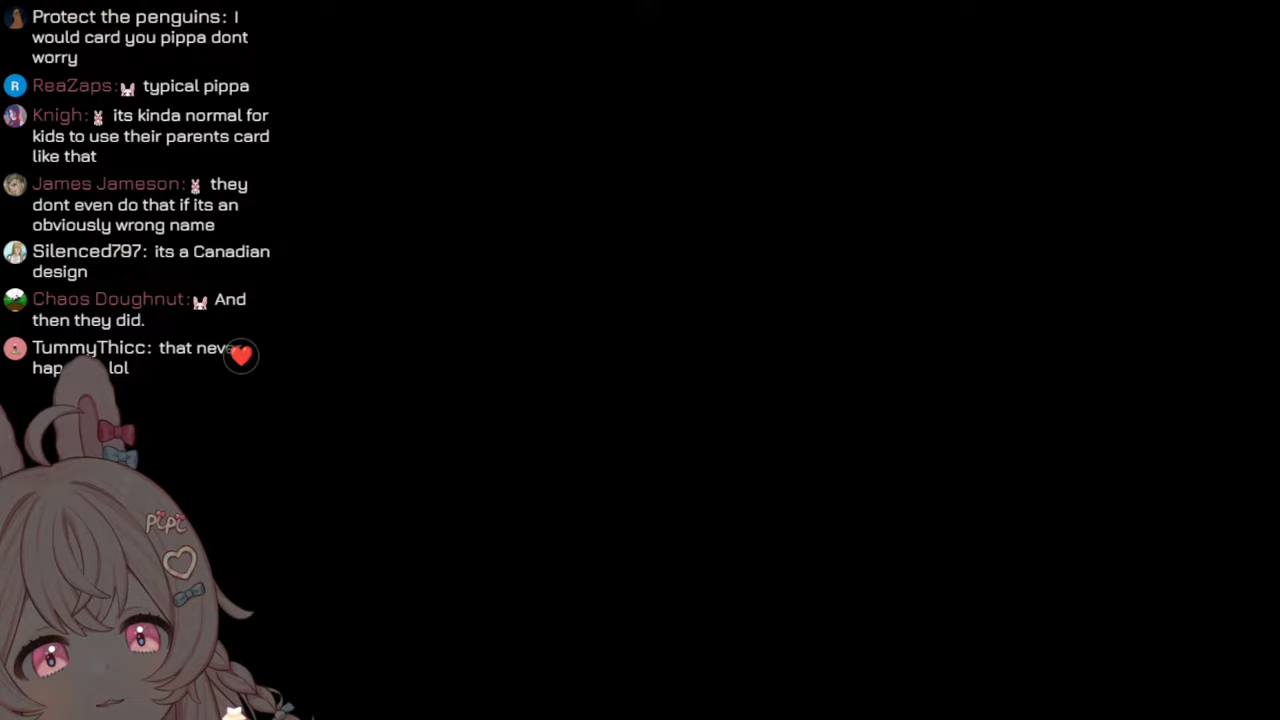 Protect the penguins: I
would card you pippa dont
worry
R ReaZaps: typical pippa
Knigh: its kinda normal for
kids to use their parents card
like that
James Jameson: they
dont even do that if its an
obviously wrong name
Silenced797: its a Canadian
design
Chaos Doughnut: And
then they did.
TummyThicc: that
lol
PiPi